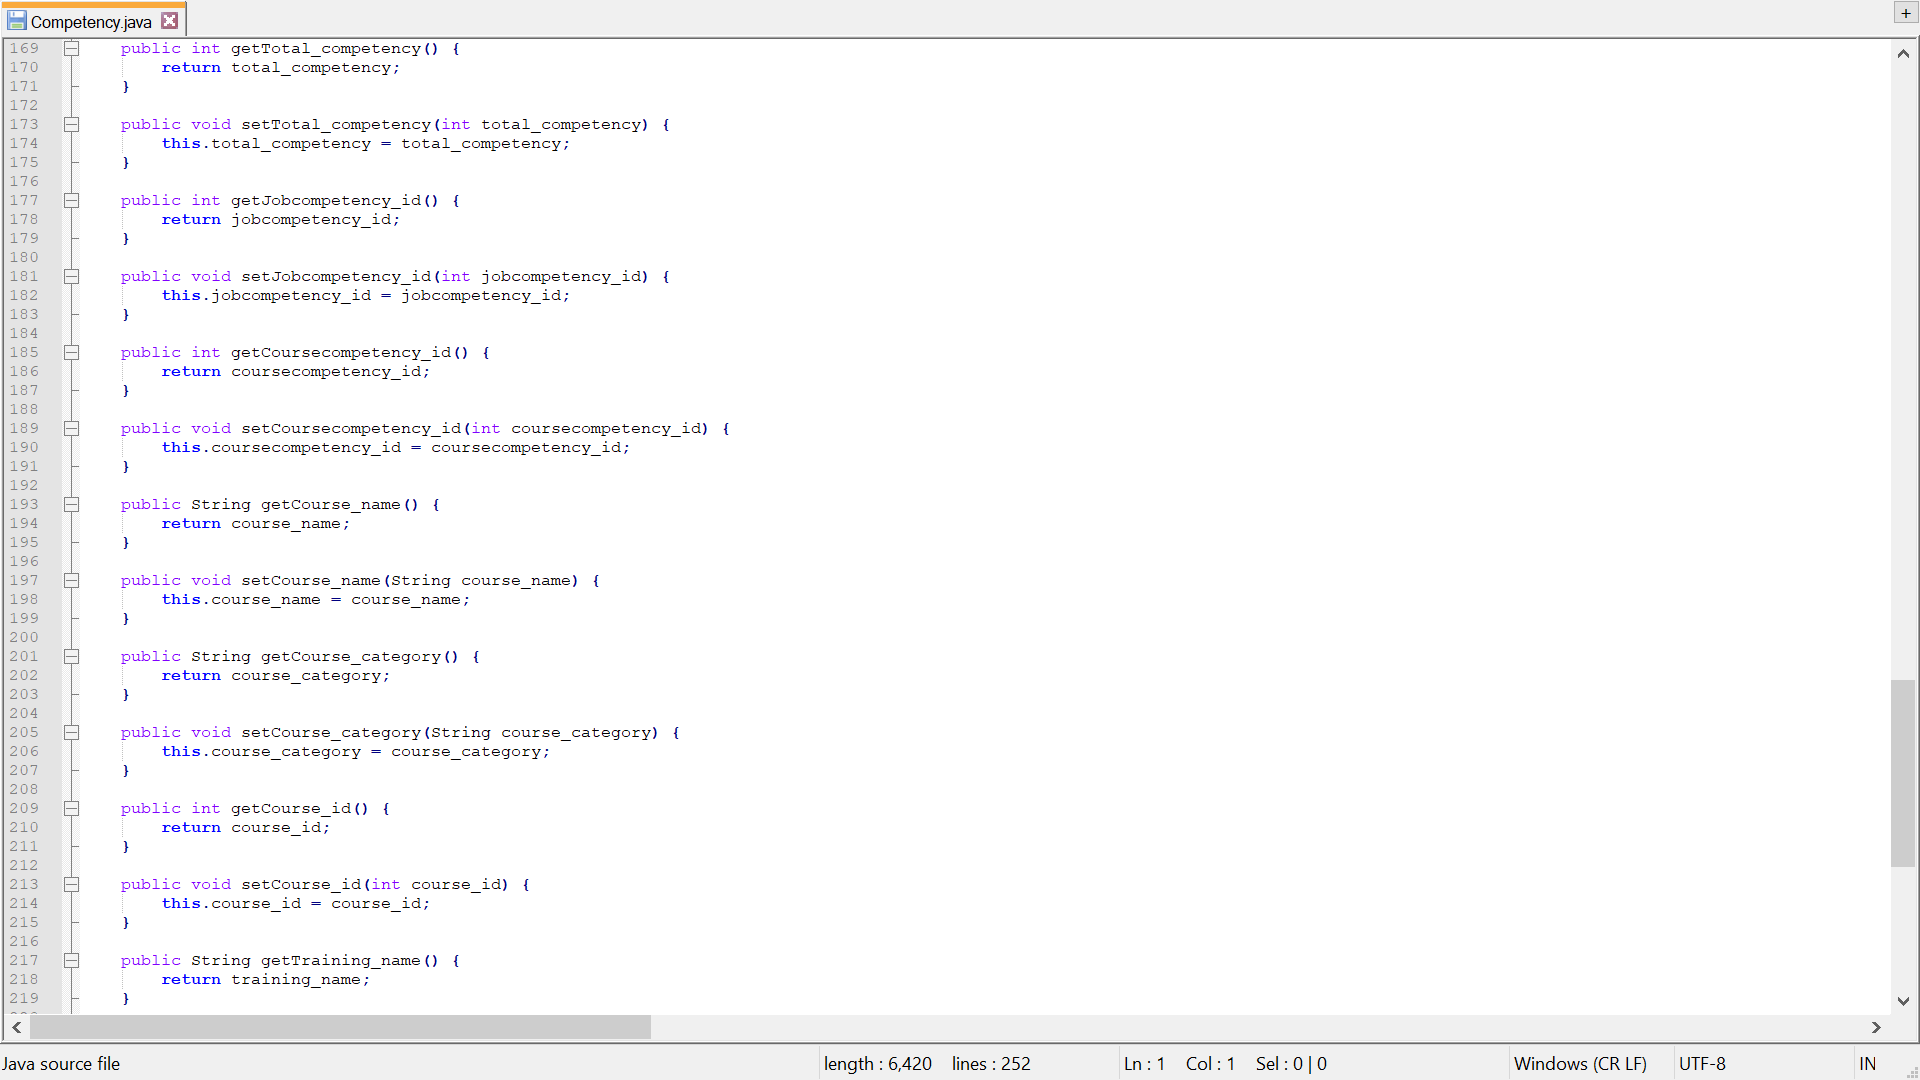 Competency.java
+
169 public int getTotal_competency() {
170 return total_competency;
171 }
172
173 public void setTotal_competency(int total_competency) {
174 this.total_competency = total_competency;
175 }
176
177 public int getJobcompetency_id() {
178 return jobcompetency_id;
179 }
180
181 public void setJobcompetency_id(int jobcompetency_id) {
182 this.jobcompetency_id = jobcompetency_id;
183 }
184
185 public int getCoursecompetency_id() {
186 return coursecompetency_id;
187 }
188
189 public void setCoursecompetency_id(int coursecompetency_id) {
190 this.coursecompetency_id = coursecompetency_id;
191 }
192
193 public String getCourse_name() {
194 return course_name;
195 }
196
197 public void setCourse_name(String course_name) {
198 this.course_name = course_name;
199 }
200
201 public String getCourse_category() {
202 return course_category;
203 }
204
205 public void setCourse_category(String course_category) {
206 this.course_category = course_category;
207 }
208
209 public int getCourse_id() {
210 return course_id;
211 }
212
213 public void setCourse_id(int course_id) {
214 this.course_id = course_id;
215 }
216
217 public String getTraining_name() {
218 return training_name;
219 }
Java source file length : 6,420 lines : 252 Ln : 1 Col : 1 Sel : 0 | 0 Windows (CR LF) UTF-8 IN